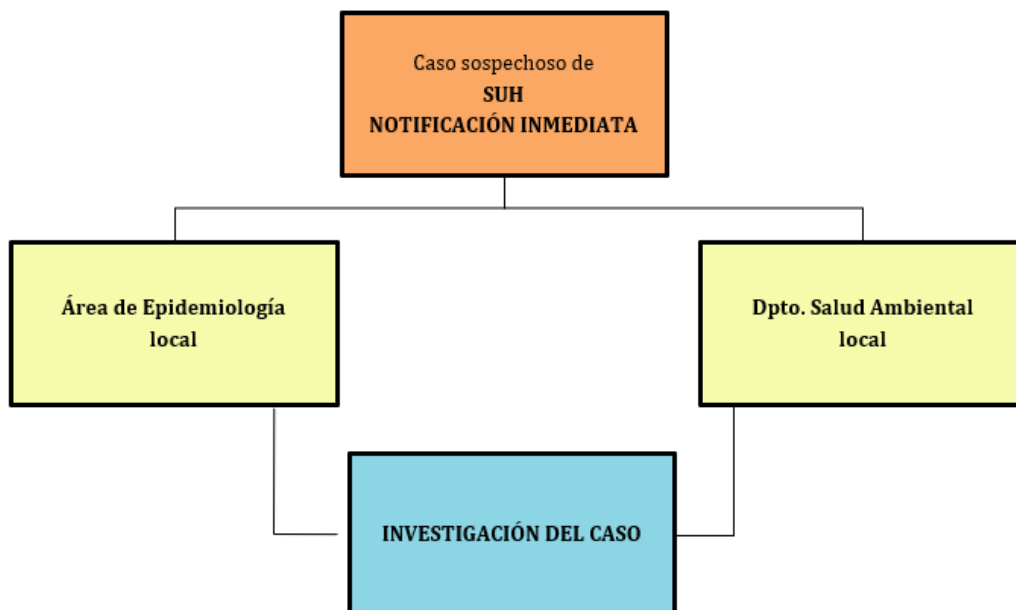 Caso sospechoso de
SUH
NOTIFICACIÓN INMEDIATA
Área de Epidemiología
local
Dpto. Salud Ambiental
local
INVESTIGACIÓN DEL CASO